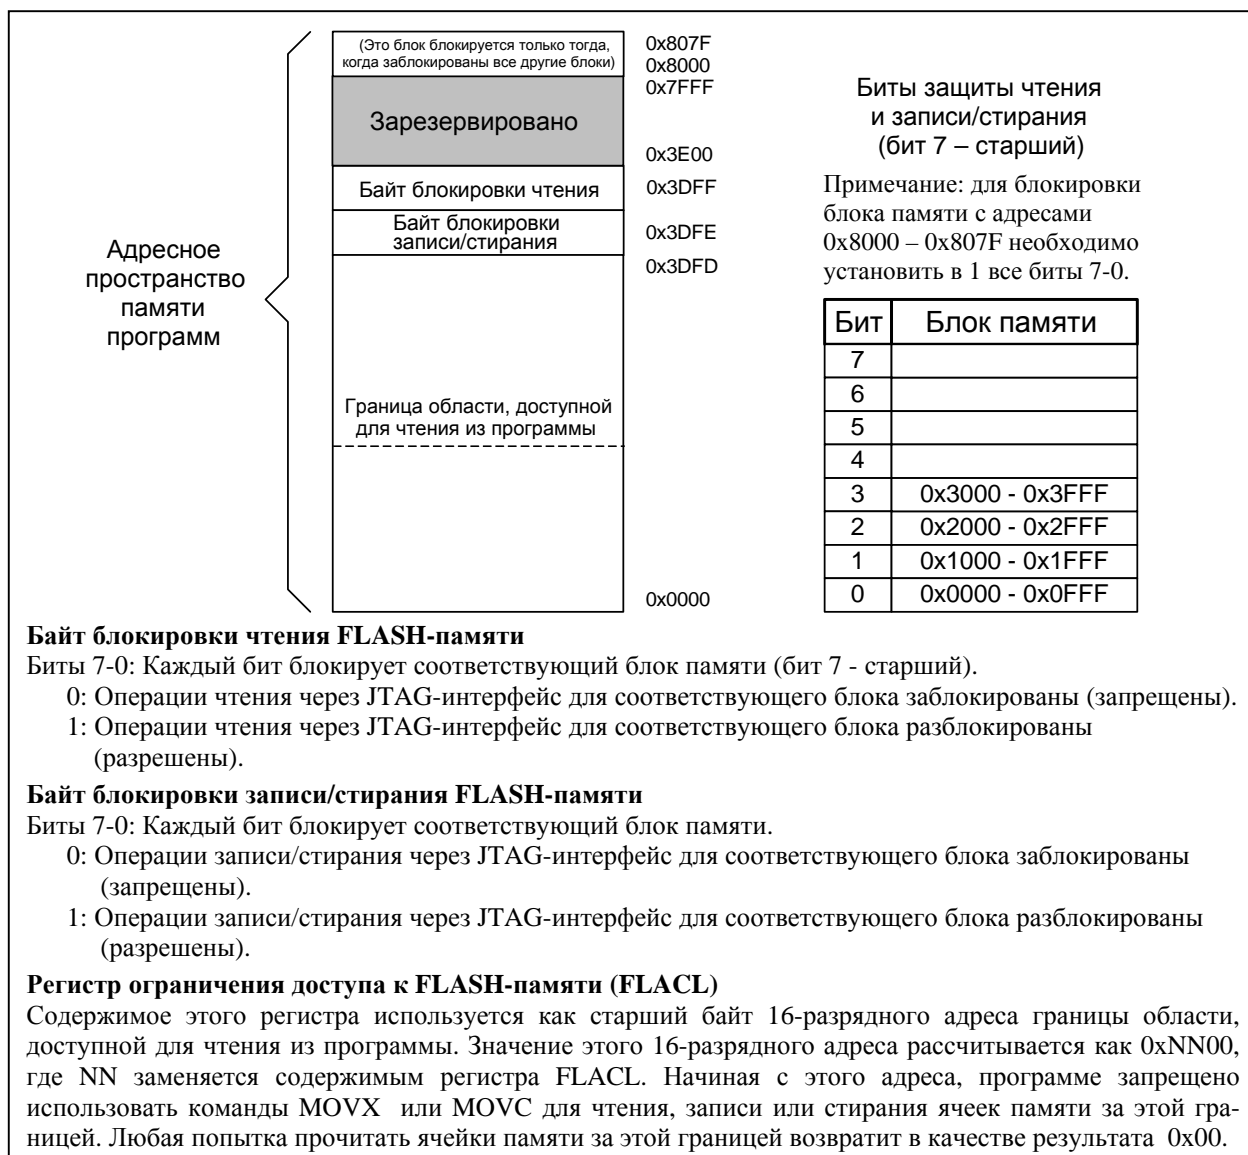 (Это блок блокируется только тогда,
когда заблокированы все другие блоки)
0x807F
0x8000
0x7FFF
Зарезервировано
0x3E00
Байт блокировки чтения
0x3DFF
Байт блокировки
записи/стирания
0x3DFE
0x3DFD
Адресное
пространство
памяти
программ
Граница области, доступной
для чтения из программы
0x0000
Биты защиты чтения
и записи/стирания
(бит 7 – старший)
Примечание: для блокировки
блока памяти с адресами
0x8000 – 0x807F необходимо
установить в 1 все биты 7-0.
Бит Блок памяти
7
6
5
4
3 0x3000 - 0x3FFF
2 0x2000 - 0x2FFF
1 0x1000 - 0x1FFF
0 0x0000 - 0x0FFF
Байт блокировки чтения FLASH-памяти
Биты 7-0: Каждый бит блокирует соответствующий блок памяти (бит 7 - старший).
0: Операции чтения через JTAG-интерфейс для соответствующего блока заблокированы (запрещены).
1: Операции чтения через JTAG-интерфейс для соответствующего блока разблокированы
(разрешены).
Байт блокировки записи/стирания FLASH-памяти
Биты 7-0: Каждый бит блокирует соответствующий блок памяти.
0: Операции записи/стирания через JTAG-интерфейс для соответствующего блока заблокированы
(запрещены).
1: Операции записи/стирания через JTAG-интерфейс для соответствующего блока разблокированы
(разрешены).
Регистр ограничения доступа к FLASH-памяти (FLACL)
Содержимое этого регистра используется как старший байт 16-разрядного адреса границы области,
доступной для чтения из программы. Значение этого 16-разрядного адреса рассчитывается как 0xNN00,
где NN заменяется содержимым регистра FLACL. Начиная с этого адреса, программе запрещено
использовать команды MOVX или MOVC для чтения, записи или стирания ячеек памяти за этой гра-
ницей. Любая попытка прочитать ячейки памяти за этой границей возвратит в качестве результата 0x00.